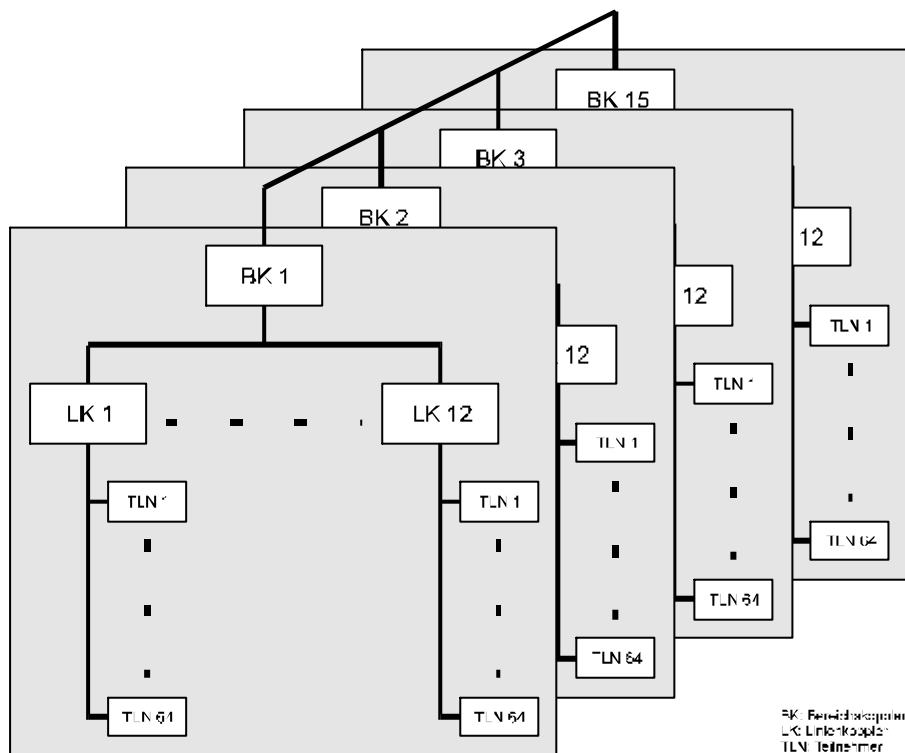 BK 15
BK 3
BK 2
BK 1
12
12
12
LK 1
LK 12
TLN 1
TLN 1
TLN 1
TLN 1
TLN 1
TLN 64
TLN 64
TLN 64
TLN 64
TLN 64
BK: Bereichskoppler
LK: Linienkoppler
TLN: Teilnehmer